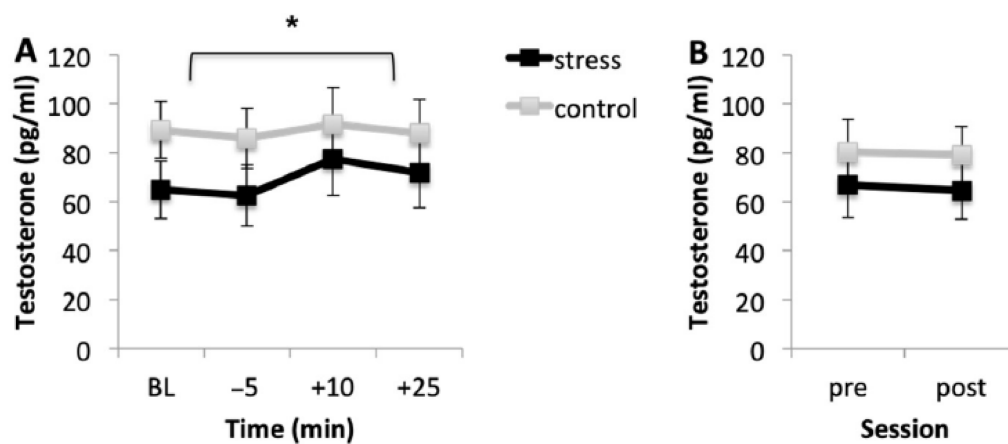 A
*
Testosterone (pg/ml)
120
100
80
60
40
20
0
BL
–5
+10
+25
Time (min)
stress
control
B
Testosterone (pg/ml)
120
100
80
60
40
20
0
pre
post
Session